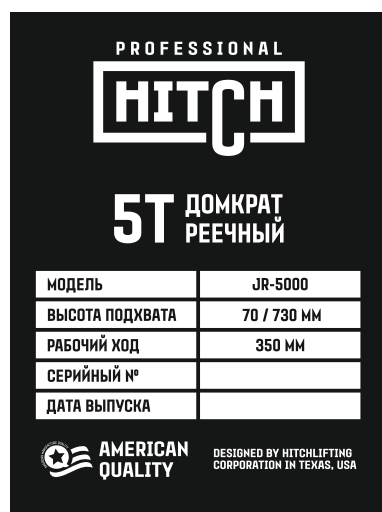 PROFESSIONAL
HITCH
5Т ДОМКРАТ
РЕЕЧНЫЙ
МОДЕЛЬ JR-5000
ВЫСОТА ПОДХВАТА 70 / 730 ММ
РАБОЧИЙ ХОД 350 ММ
СЕРИЙНЫЙ №
ДАТА ВЫПУСКА
AMERICAN
QUALITY
DESIGNED BY HITCHLIFTING
CORPORATION IN TEXAS, USA